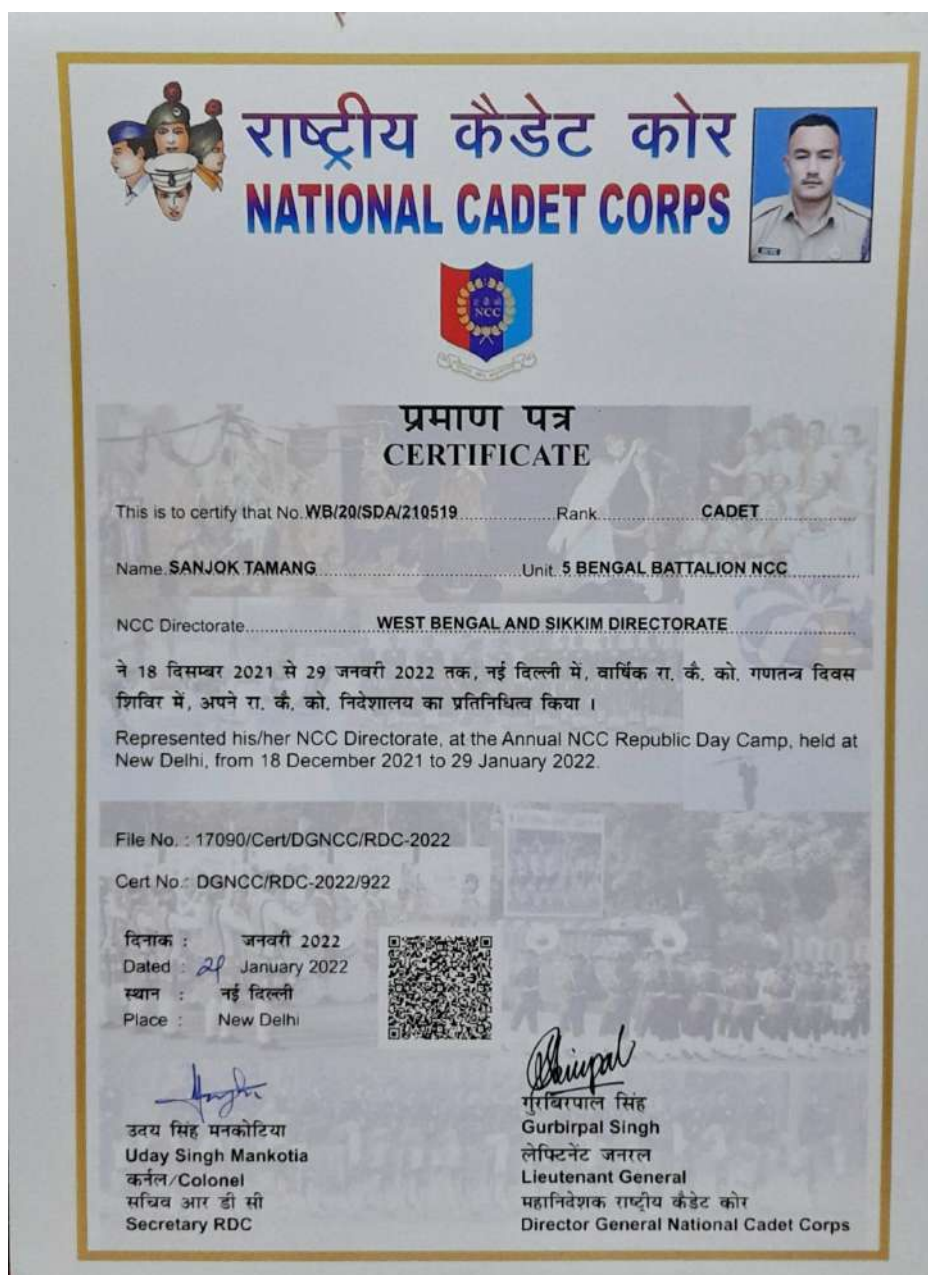 राष्ट्रीय कैडेट कोर
NATIONAL CADET CORPS
NCC
प्रमाण पत्र
CERTIFICATE
This is to certify that No. WB/20/SDA/210519 Rank CADET
Name. SANJOK TAMANG Unit. 5 BENGAL BATTALION NCC
NCC Directorate WEST BENGAL AND SIKKIM DIRECTORATE
ने 18 दिसम्बर 2021 से 29 जनवरी 2022 तक, नई दिल्ली में, वार्षिक रा. कै. को. गणतन्त्र दिवस
शिविर में, अपने रा. कै. को. निदेशालय का प्रतिनिधित्व किया ।
Represented his/her NCC Directorate, at the Annual NCC Republic Day Camp, held at
New Delhi, from 18 December 2021 to 29 January 2022.
File No. : 17090/Cert/DGNCC/RDC-2022
Cert No.: DGNCC/RDC-2022/922
दिनांक : जनवरी 2022
Dated : January 2022
स्थान : नई दिल्ली
Place : New Delhi
उदय सिंह मनकोटिया
Uday Singh Mankotia
कर्नल/Colonel
सचिव आर डी सी
Secretary RDC
गुरबिरपाल सिंह
Gurbirpal Singh
लेफ्टिनेंट जनरल
Lieutenant General
महानिदेशक राष्ट्रीय कैडेट कोर
Director General National Cadet Corps